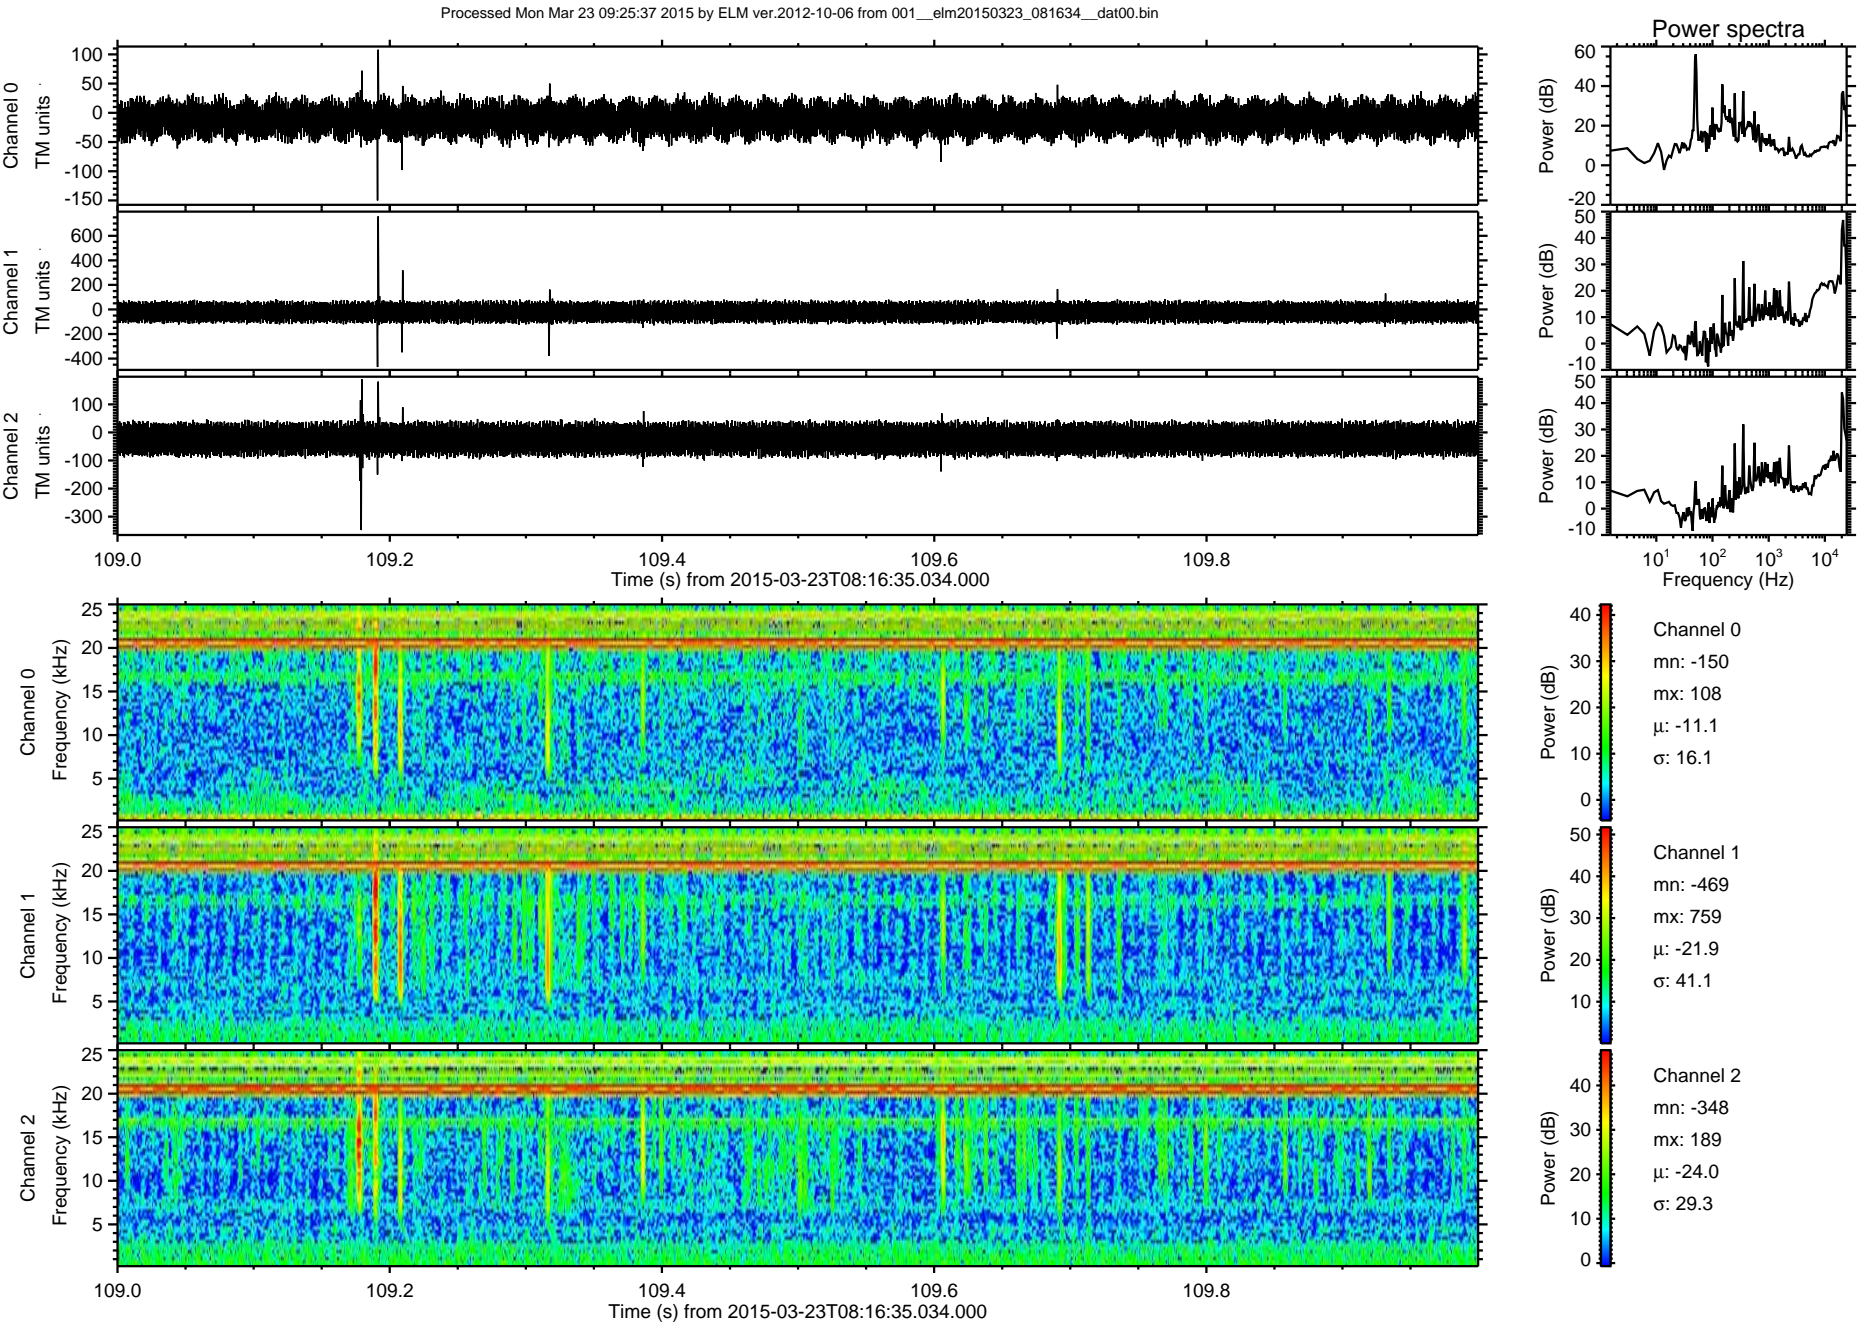 Processed Mon Mar 23 09:25:37 2015 by ELM ver.2012-10-06 from 001__elm20150323_081634__dat00.bin
Power spectra
Channel 0
TM units
100
50
0
-50
-100
-150
Power (dB)
60
40
20
0
-20
Channel 1
TM units
600
400
200
0
-200
-400
Power (dB)
50
40
30
20
10
0
-10
Channel 2
TM units
100
0
-100
-200
-300
Power (dB)
50
40
30
20
10
0
-10
109.0 109.2 109.4 109.6 109.8
Time (s) from 2015-03-23T08:16:35.034.000
10¹ 10² 10³ 10⁴
Frequency (Hz)
Channel 0
Frequency (kHz)
25
20
15
10
5
Power (dB)
40
30
20
10
0
Channel 0
mn: -150
mx: 108
μ: -11.1
σ: 16.1
Channel 1
Frequency (kHz)
25
20
15
10
5
Power (dB)
50
40
30
20
10
Channel 1
mn: -469
mx: 759
μ: -21.9
σ: 41.1
Channel 2
Frequency (kHz)
25
20
15
10
5
Power (dB)
40
30
20
10
0
Channel 2
mn: -348
mx: 189
μ: -24.0
σ: 29.3
109.0 109.2 109.4 109.6 109.8
Time (s) from 2015-03-23T08:16:35.034.000